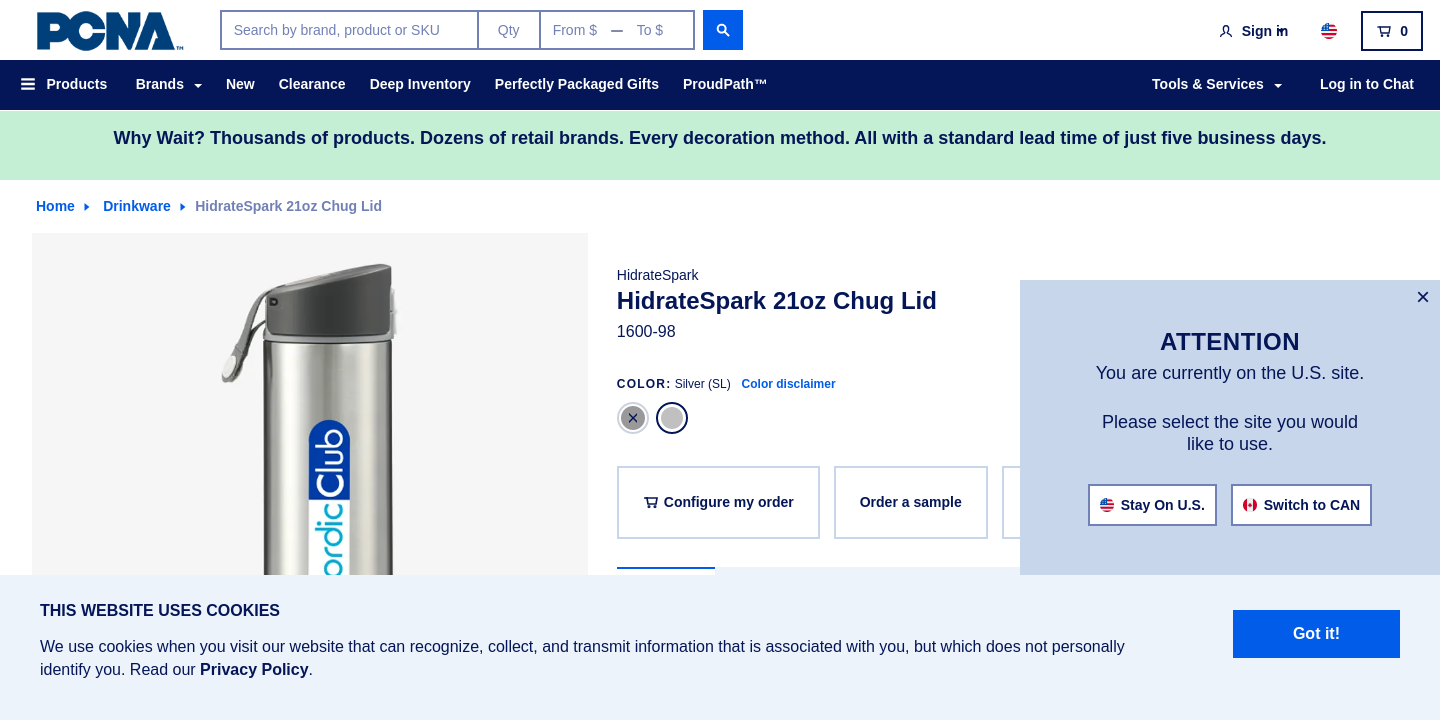 PCNA™
Search by brand, product or SKU
Qty
From $ — To $
Sign in
0
Products
Brands
New
Clearance
Deep Inventory
Perfectly Packaged Gifts
ProudPath™
Tools & Services
Log in to Chat
Why Wait? Thousands of products. Dozens of retail brands. Every decoration method. All with a standard lead time of just five business days.
Home
Drinkware
HidrateSpark 21oz Chug Lid
ordicClub
HidrateSpark
HidrateSpark 21oz Chug Lid
1600-98
COLOR: Silver (SL) Color disclaimer
Configure my order
Order a sample
ATTENTION
You are currently on the U.S. site.
Please select the site you would
like to use.
Stay On U.S.
Switch to CAN
THIS WEBSITE USES COOKIES
We use cookies when you visit our website that can recognize, collect, and transmit information that is associated with you, but which does not personally
identify you. Read our Privacy Policy.
Got it!